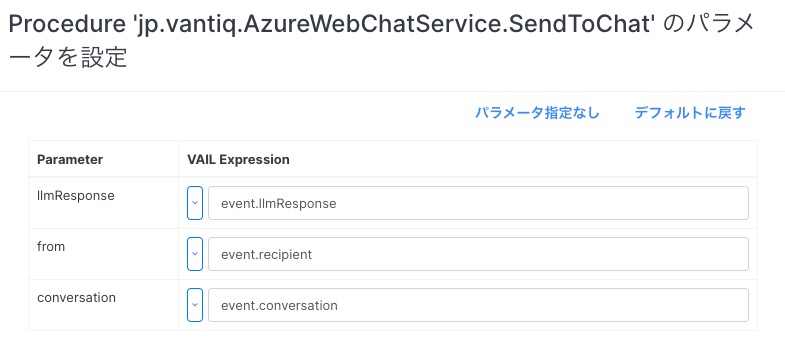 Procedure 'jp.vantiq.AzureWebChatService.SendToChat' のパラメ
ータを設定
パラメータ指定なし デフォルトに戻す
Parameter VAIL Expression
llmResponse event.llmResponse
from event.recipient
conversation event.conversation